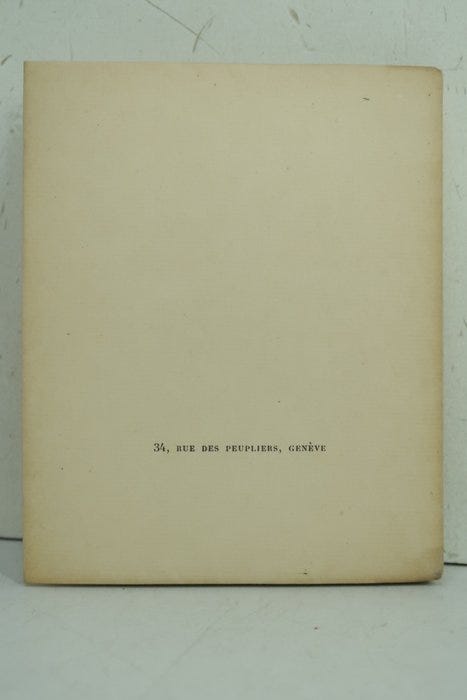 34, RUE DES PEUPLIERS, GENÈVE